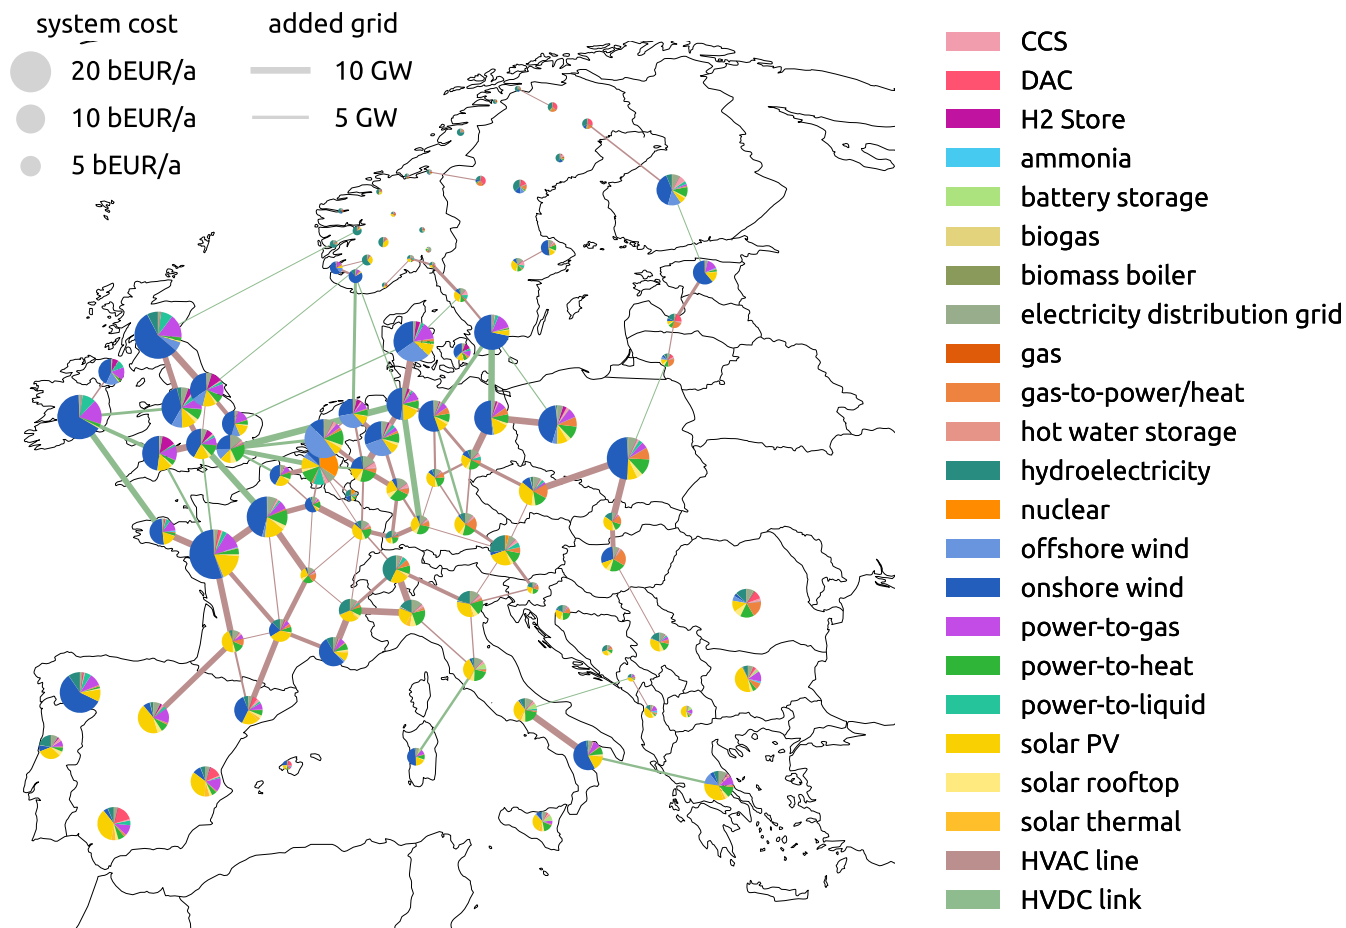 system cost
added grid
20 bEUR/a
10 GW
10 bEUR/a
5 GW
5 bEUR/a
CCS
DAC
H2 Store
ammonia
battery storage
biogas
biomass boiler
electricity distribution grid
gas
gas-to-power/heat
hot water storage
hydroelectricity
nuclear
offshore wind
onshore wind
power-to-gas
power-to-heat
power-to-liquid
solar PV
solar rooftop
solar thermal
HVAC line
HVDC link